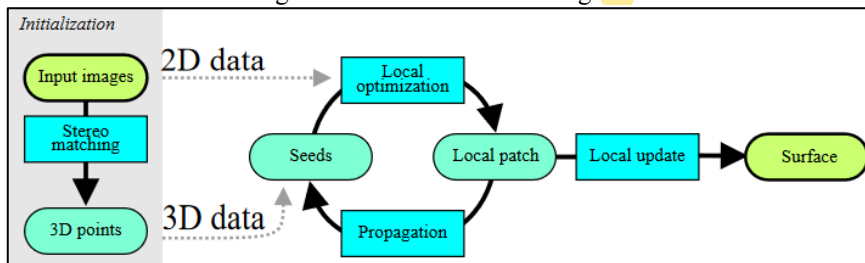 Initialization
Input images
Stereo
matching
3D points
2D data
3D data
Local
optimization
Seeds
Local patch
Propagation
Local update
Surface